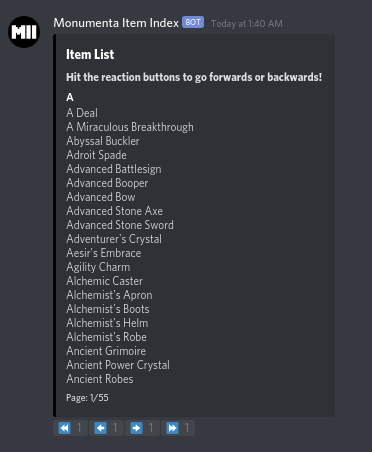 MII
Monumenta Item Index BOT Today at 1:40 AM
Item List
Hit the reaction buttons to go forwards or backwards!
A
A Deal
A Miraculous Breakthrough
Abyssal Buckler
Adroit Spade
Advanced Battlesign
Advanced Booper
Advanced Bow
Advanced Stone Axe
Advanced Stone Sword
Adventurer's Crystal
Aesir's Embrace
Agility Charm
Alchemic Caster
Alchemist's Apron
Alchemist's Boots
Alchemist's Helm
Alchemist's Robe
Ancient Grimoire
Ancient Power Crystal
Ancient Robes
Page: 1/55
1 1 1 1